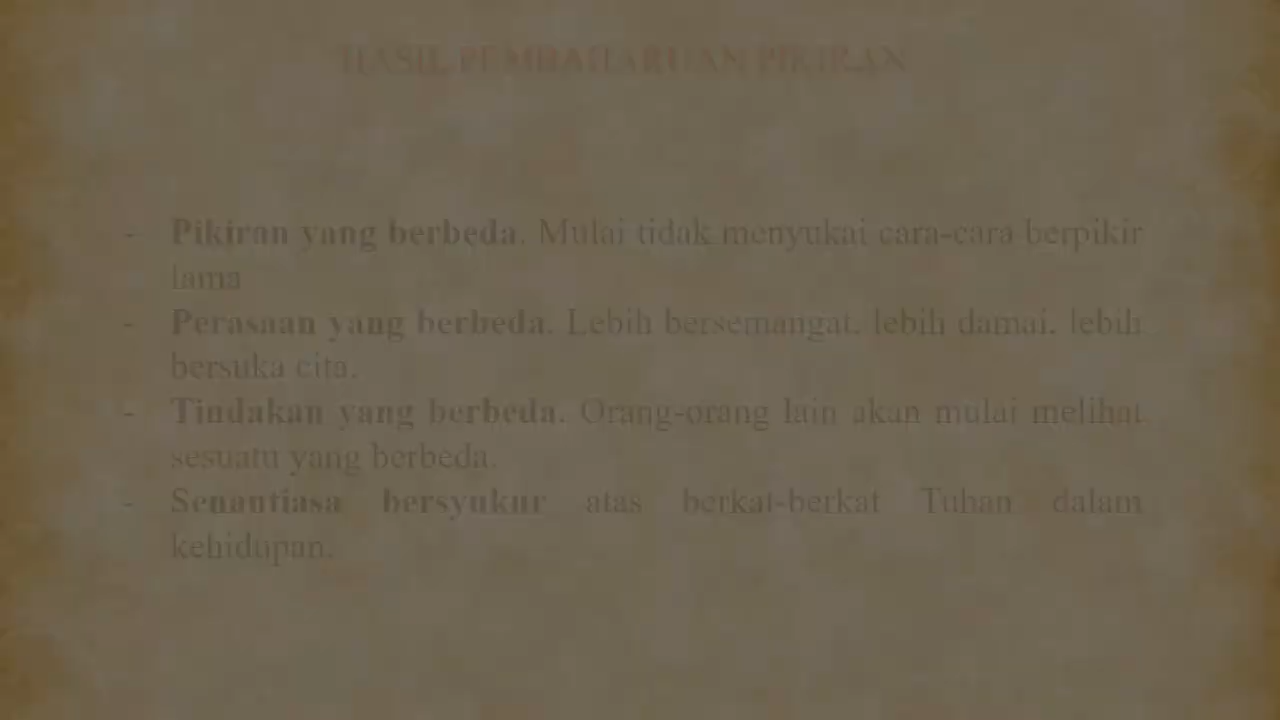 HASIL PEMBAHARUAN PIKIRAN
- Pikiran yang berbeda. Mulai tidak menyukai cara-cara berpikir
lama
- Perasaan yang berbeda. Lebih bersemangat, lebih damai, lebih
bersuka cita.
- Tindakan yang berbeda. Orang-orang lain akan mulai melihat
sesuatu yang berbeda.
- Senantiasa bersyukur atas berkat-berkat Tuhan dalam
kehidupan.